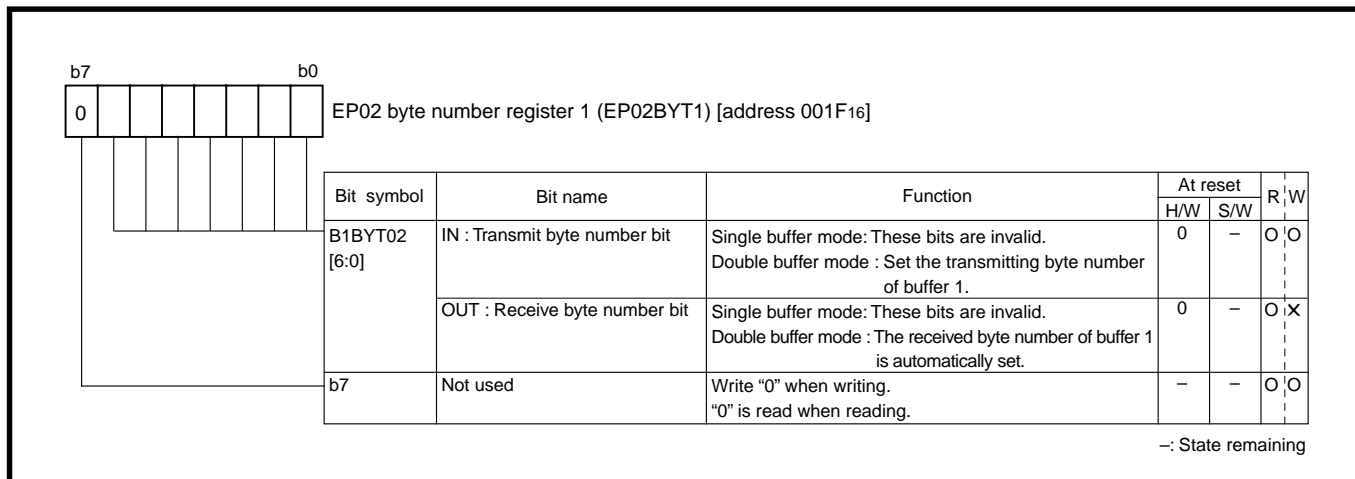 b7 b0
0
EP02 byte number register 1 (EP02BYT1) [address 001F16]
Bit symbol Bit name Function At reset R W
H/W S/W
B1BYT02 IN : Transmit byte number bit Single buffer mode: These bits are invalid. 0 – O O
[6:0] Double buffer mode : Set the transmitting byte number
of buffer 1.
OUT : Receive byte number bit Single buffer mode: These bits are invalid. 0 – O ✕
Double buffer mode : The received byte number of buffer 1
is automatically set.
b7 Not used Write “0” when writing. – – O O
“0” is read when reading.
–: State remaining